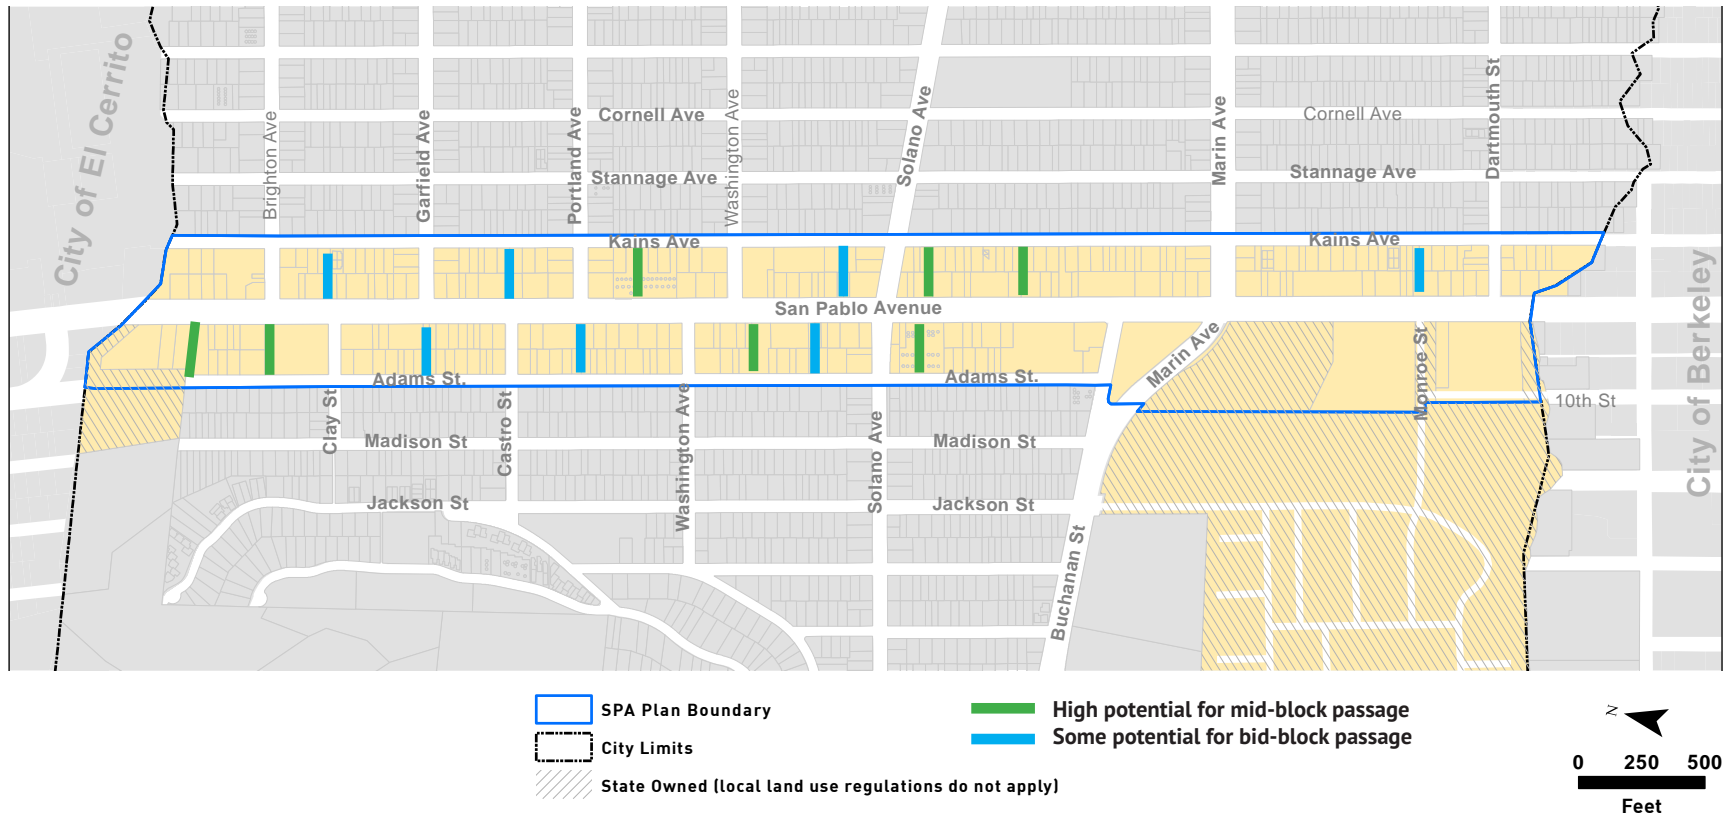 City of El Cerrito
Brighton Ave
Garfield Ave
Portland Ave
Cornell Ave
Stannage Ave
Washington Ave
Solano Ave
Marin Ave
Cornell Ave
Stannage Ave
Dartmouth St
Kains Ave
Kains Ave
San Pablo Avenue
City of Berkeley
Adams St.
Adams St.
Marin Ave
Monroe St
10th St
Clay St
Madison St
Castro St
Washington Ave
Solano Ave
Madison St
Jackson St
Jackson St
Buchanan St
SPA Plan Boundary
City Limits
State Owned (local land use regulations do not apply)
High potential for mid-block passage
Some potential for bid-block passage
N
0 250 500
Feet